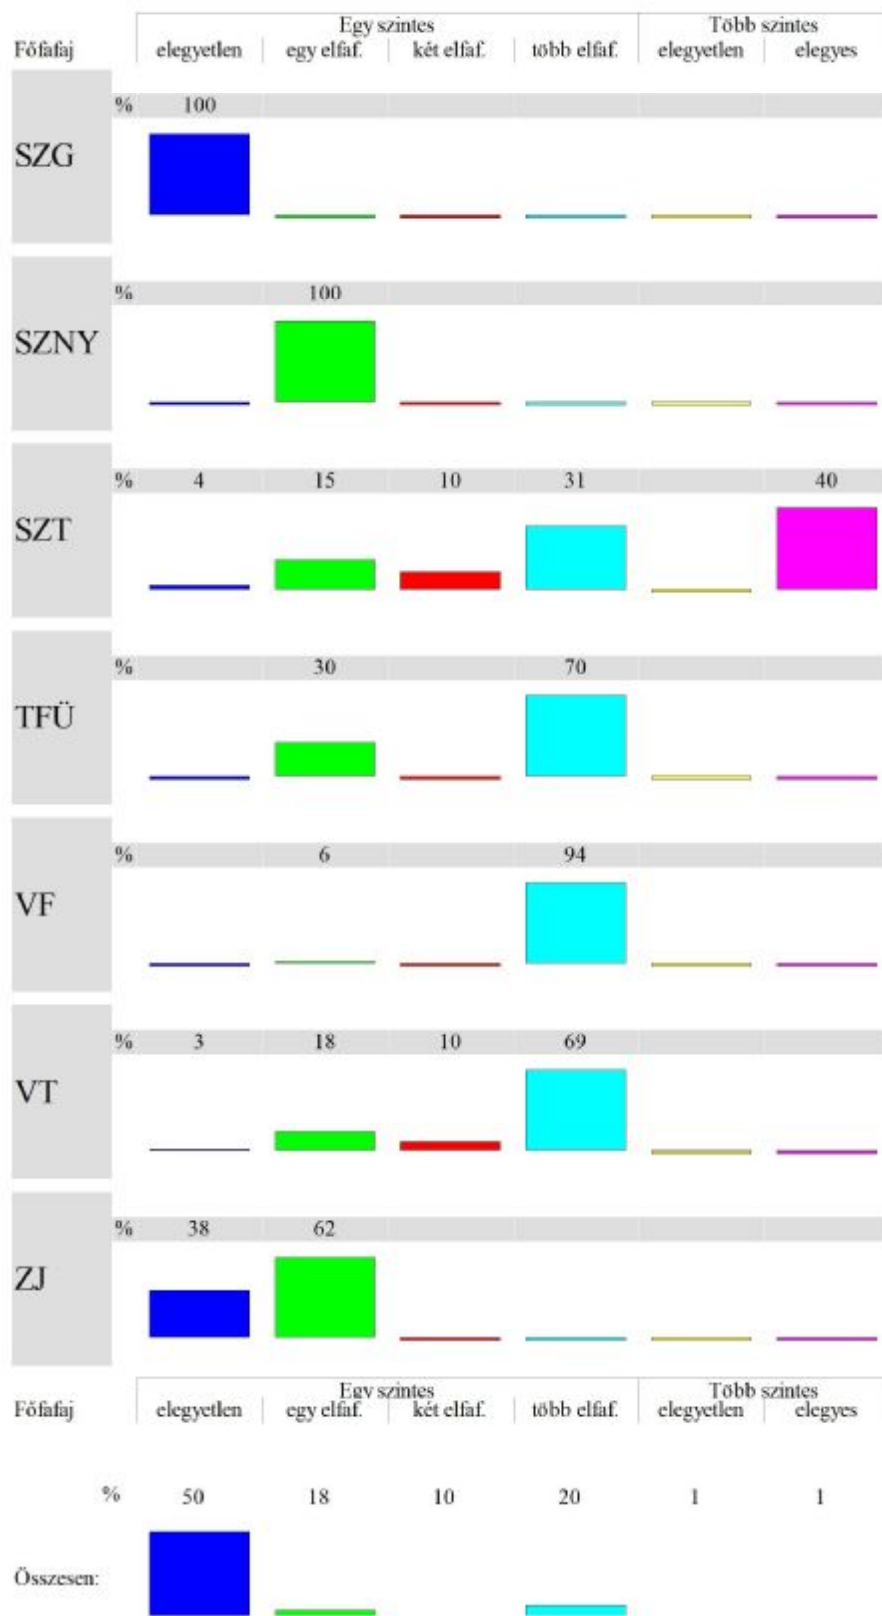 Egy szintes Több szintes
Főfafaj elegyetlen egy elfaf. két elfaf. több elfaf. elegyetlen elegyes
% 100
SZG
% 100
SZNY
% 4 15 10 31 40
SZT
% 30 70
TFÜ
% 6 94
VF
% 3 18 10 69
VT
% 38 62
ZJ
Egy szintes Több szintes
Főfafaj elegyetlen egy elfaf. két elfaf. több elfaf. elegyetlen elegyes
% 50 18 10 20 1 1
Összesen: